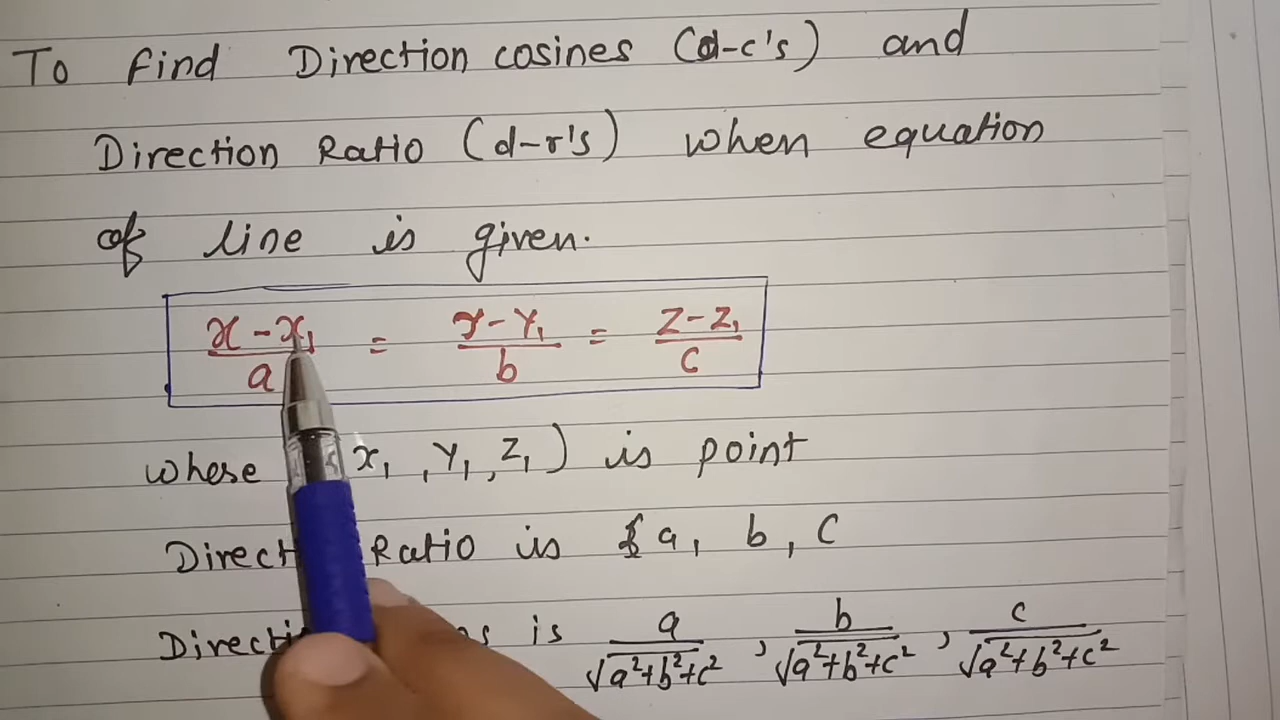 To find Direction cosines (d-c's) and
Direction Ratio (d-r's) when equation
of line is given.
x - x₁/a = y - y₁/b = z - z₁/c
where x₁, y₁, z₁) is point
Direct Ratio is a, b, c
Directi is a/√a²+b²+c², b/√a²+b²+c², c/√a²+b²+c²